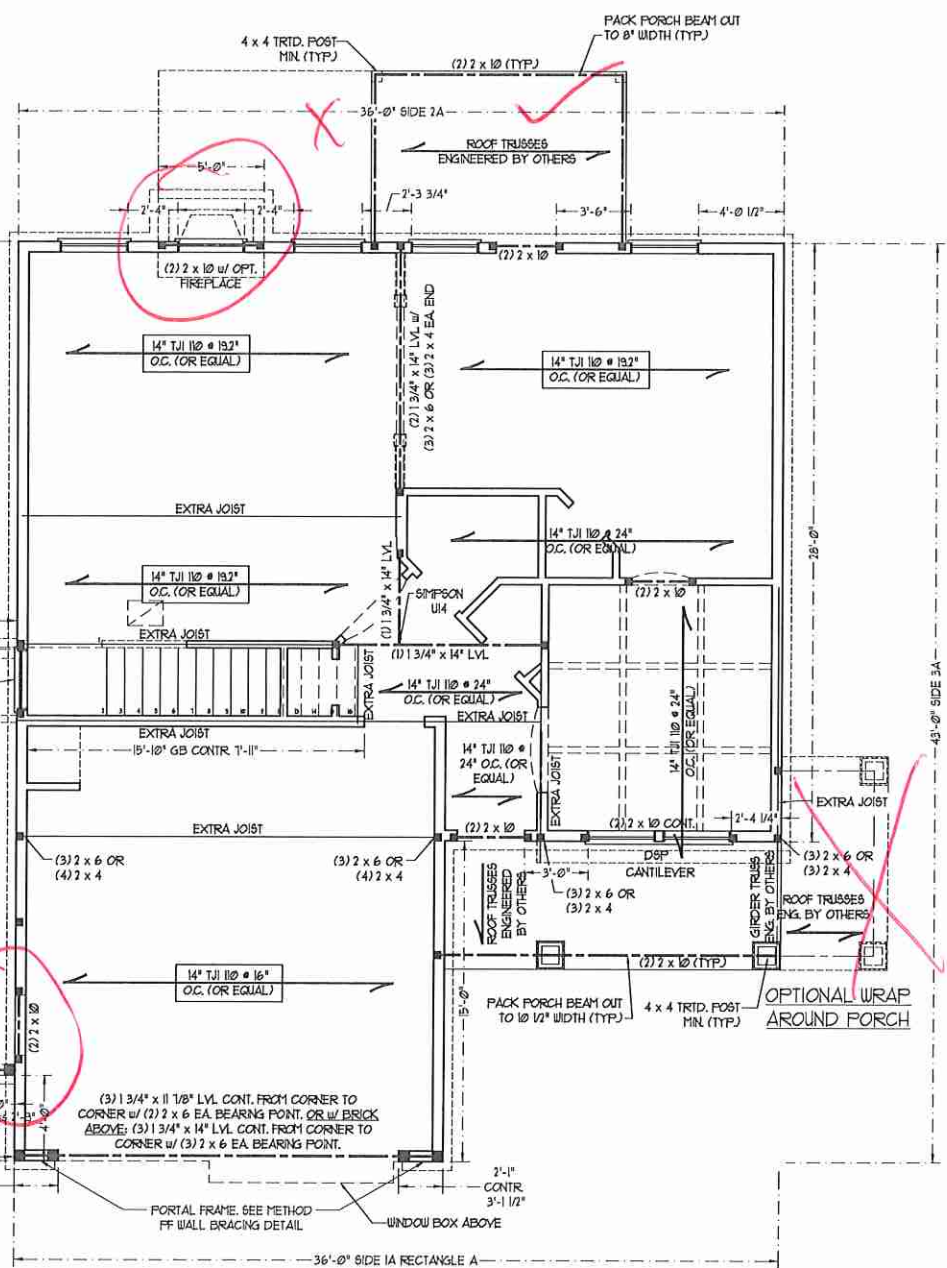 PACK PORCH BEAM OUT
TO 8" WIDTH (TYP.)
4 x 4 TRTD. POST
MIN. (TYP.)
(2) 2 x 10 (TYP.)
36'-0" SIDE 2A
ROOF TRUSSES
ENGINEERED BY OTHERS
5'-0"
2'-4"
2'-4"
2'-3 3/4"
3'-6"
4'-0 1/2"
(2) 2 x 10 w/ OPT.
FIREPLACE
(2) 2 x 10
14" TJI 110 @ 19.2"
O.C. (OR EQUAL)
(2) 1 3/4" x 14" LVL w/
(3) 2 x 6 OR (3) 2 x 4 EA. END
14" TJI 110 @ 19.2"
O.C. (OR EQUAL)
EXTRA JOIST
14" TJI 110 @ 24"
O.C. (OR EQUAL)
28'-0"
14" TJI 110 @ 19.2"
O.C. (OR EQUAL)
(1) 1 3/4" x 14" LVL
SIMPSON
U14
(2) 2 x 10
EXTRA JOIST
(1) 1 3/4" x 14" LVL
EXTRA JOIST
14" TJI 110 @ 24"
O.C. (OR EQUAL)
14" TJI 110 @ 24"
O.C. (OR EQUAL)
43'-0" SIDE 3A
EXTRA JOIST
EXTRA JOIST
15'-10" GB CONTR. 7'-11"
14" TJI 110 @
24" O.C. (OR
EQUAL)
EXTRA JOIST
EXTRA JOIST
EXTRA JOIST
(2) 2 x 10
(2) 2 x 10 CONT.
2'-4 1/4"
(3) 2 x 6 OR
(4) 2 x 4
(3) 2 x 6 OR
(4) 2 x 4
DSP
CANTILEVER
(3) 2 x 6 OR
(3) 2 x 4
3'-0"
(3) 2 x 6 OR
(3) 2 x 4
ROOF TRUSSES
ENGINEERED
BY OTHERS
GIRDER TRUSS
ENG. BY OTHERS
ROOF TRUSSES
ENG. BY OTHERS
14" TJI 110 @ 16"
O.C. (OR EQUAL)
(2) 2 x 10 (TYP.)
(2) 2 x 10
PACK PORCH BEAM OUT
TO 10 1/2" WIDTH (TYP.)
4 x 4 TRTD. POST
MIN. (TYP.)
OPTIONAL WRAP
AROUND PORCH
15'-0"
4'-0"
(3) 1 3/4" x 11 7/8" LVL CONT. FROM CORNER TO
CORNER w/ (2) 2 x 6 EA. BEARING POINT. OR w/ BRICK
ABOVE: (3) 1 3/4" x 14" LVL CONT. FROM CORNER TO
CORNER w/ (3) 2 x 6 EA. BEARING POINT.
2'-1"
CONTR.
3'-1 1/2"
PORTAL FRAME. SEE METHOD
PF WALL BRACING DETAIL
WINDOW BOX ABOVE
36'-0" SIDE 1A RECTANGLE A